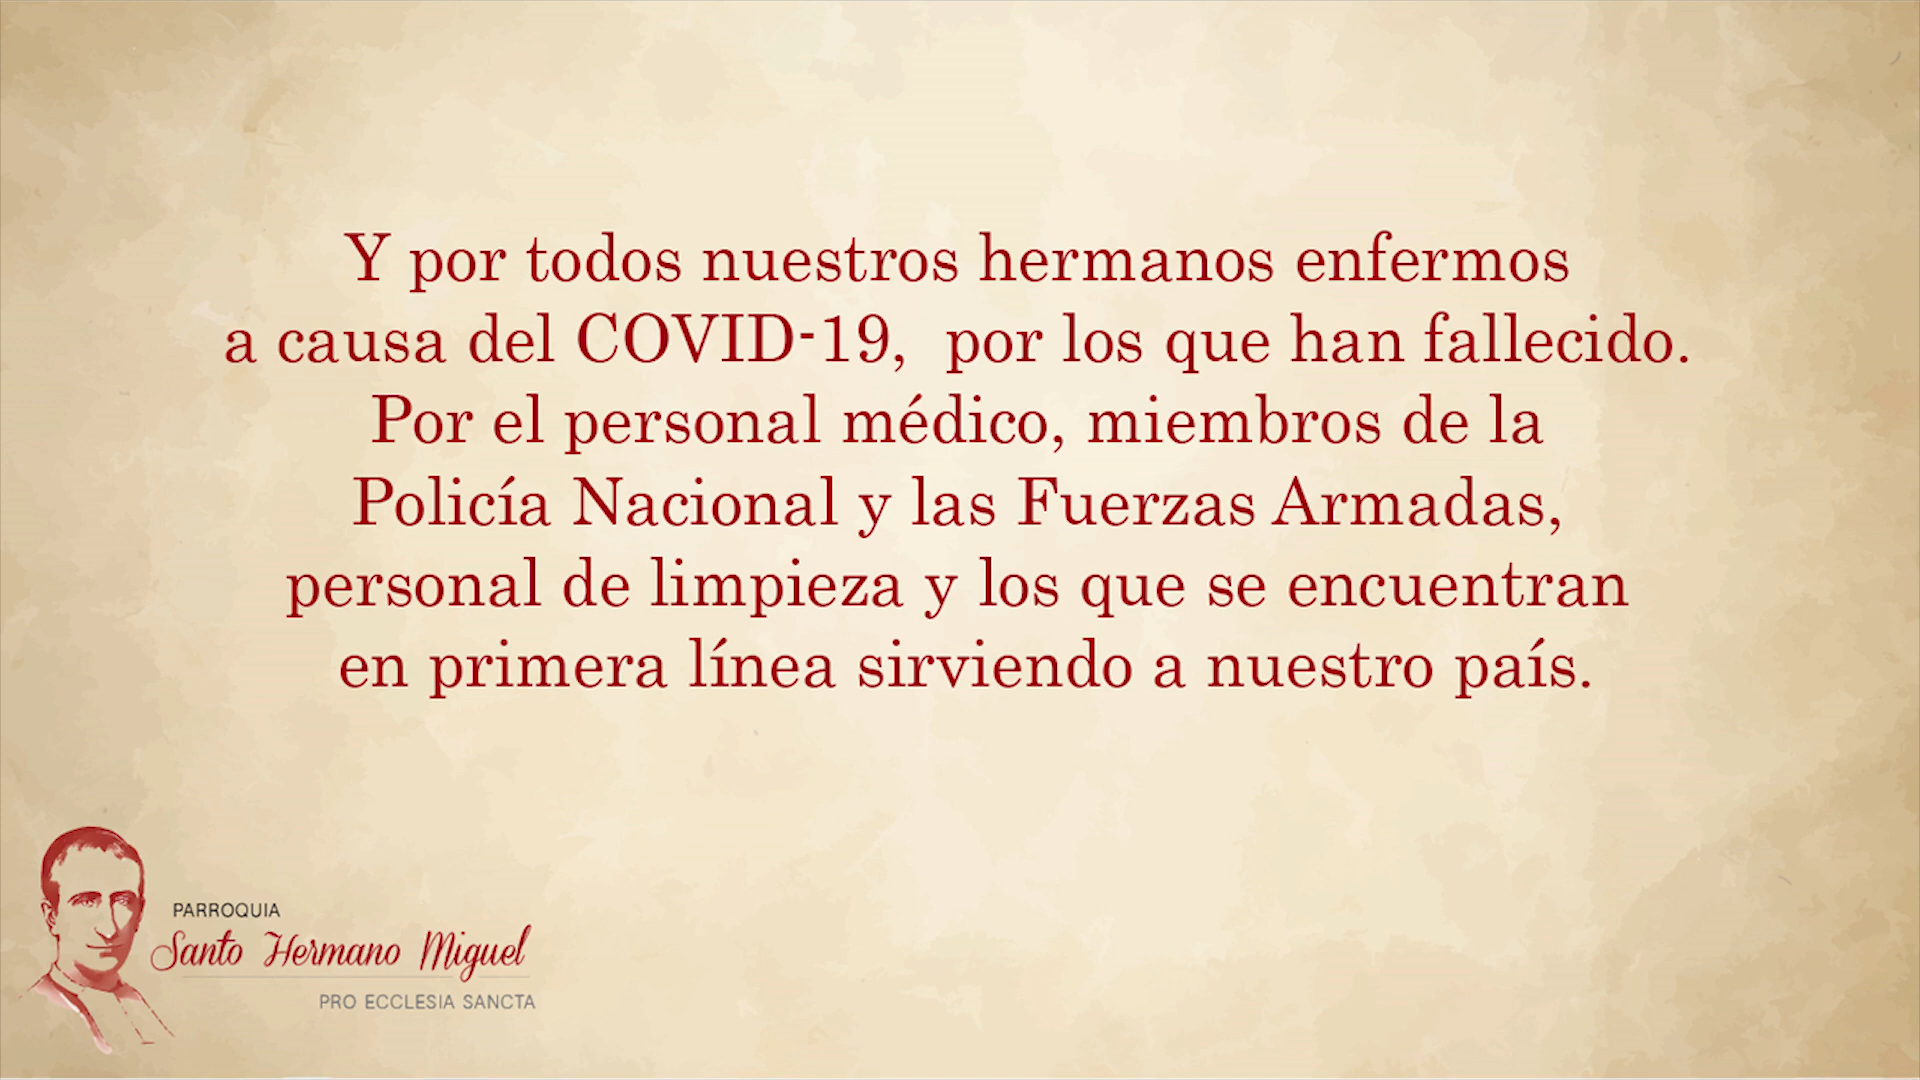 Y por todos nuestros hermanos enfermos
a causa del COVID-19, por los que han fallecido.
Por el personal médico, miembros de la
Policía Nacional y las Fuerzas Armadas,
personal de limpieza y los que se encuentran
en primera línea sirviendo a nuestro país.
PARROQUIA
Santo Hermano Miguel
PRO ECCLESIA SANCTA